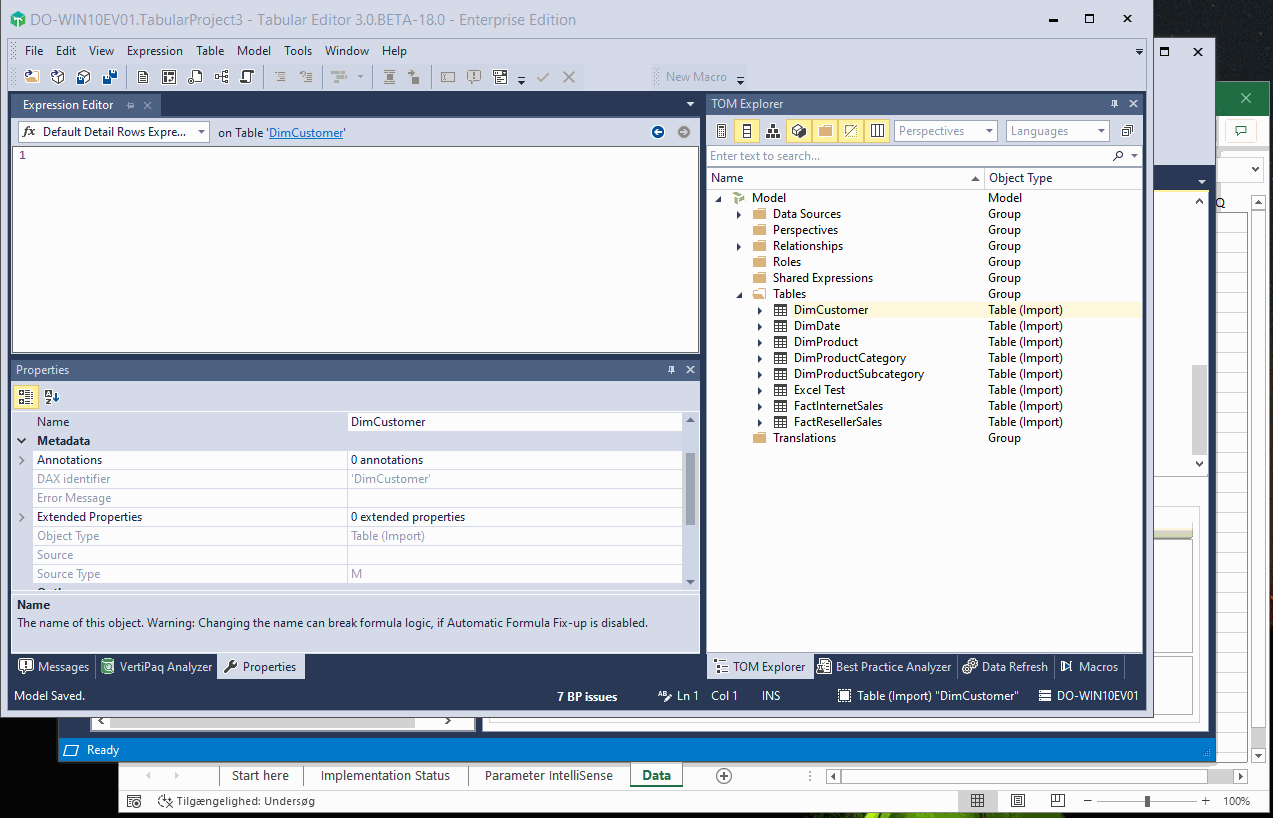 DO-WIN10EV01.TabularProject3 - Tabular Editor 3.0.BETA-18.0 - Enterprise Edition
File Edit View Expression Table Model Tools Window Help
New Macro
Expression Editor
fx Default Detail Rows Expre... on Table 'DimCustomer'
1
TOM Explorer
Perspectives Languages
Enter text to search...
Name Object Type
Model Model
Data Sources Group
Perspectives Group
Relationships Group
Roles Group
Shared Expressions Group
Tables Group
DimCustomer Table (Import)
DimDate Table (Import)
DimProduct Table (Import)
DimProductCategory Table (Import)
DimProductSubcategory Table (Import)
Excel Test Table (Import)
FactInternetSales Table (Import)
FactResellerSales Table (Import)
Translations Group
Q
Properties
Name DimCustomer
Metadata
Annotations 0 annotations
DAX identifier 'DimCustomer'
Error Message
Extended Properties 0 extended properties
Object Type Table (Import)
Source
Source Type M
Name
The name of this object. Warning: Changing the name can break formula logic, if Automatic Formula Fix-up is disabled.
Messages VertiPaq Analyzer Properties
TOM Explorer Best Practice Analyzer Data Refresh Macros
Model Saved. 7 BP issues Ln 1 Col 1 INS Table (Import) "DimCustomer" DO-WIN10EV01
Ready
Start here Implementation Status Parameter IntelliSense Data
Tilgængelighed: Undersøg 100%